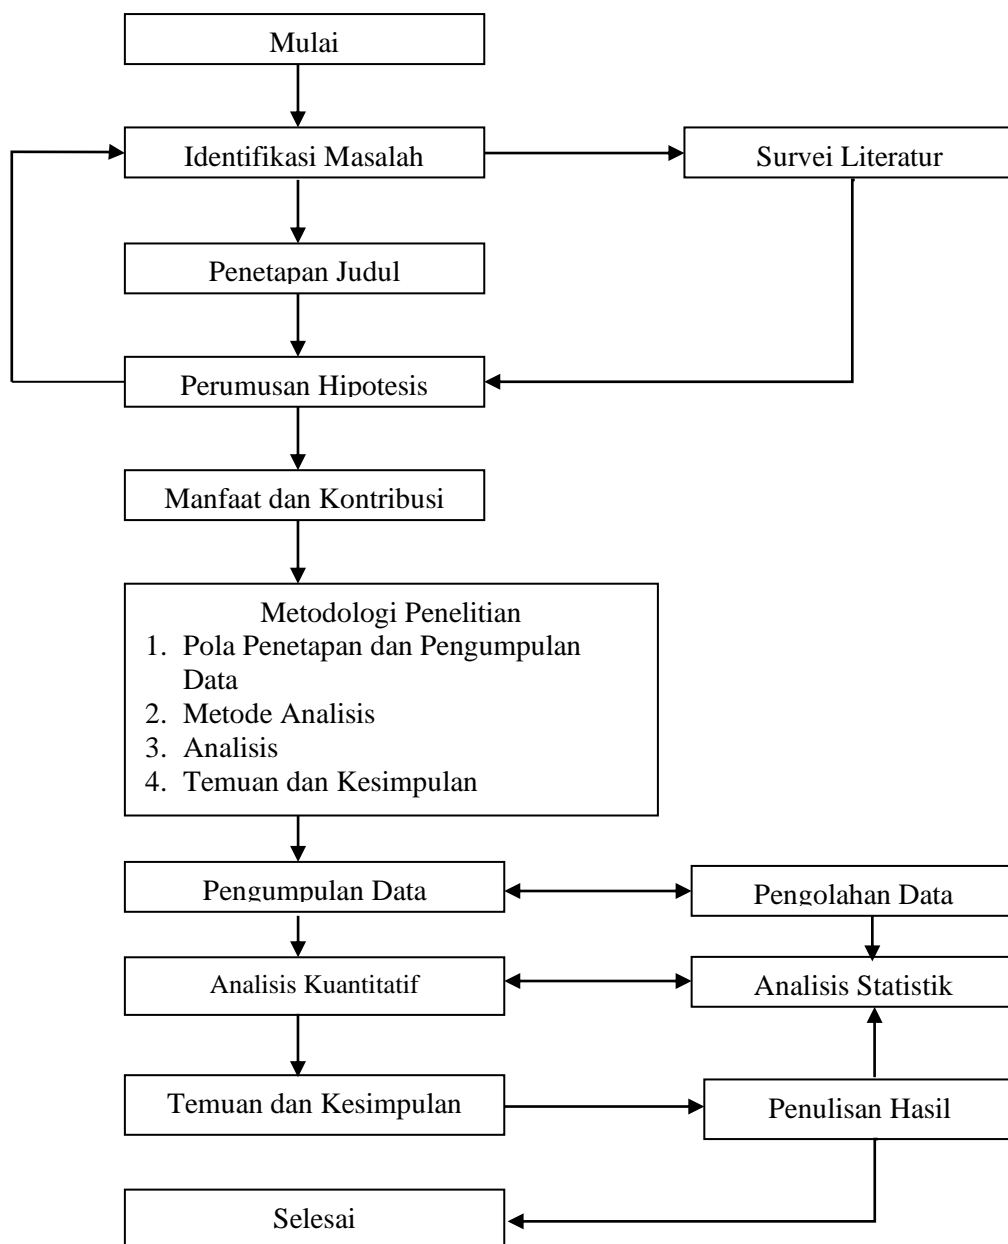 Mulai
Identifikasi Masalah
Survei Literatur
Penetapan Judul
Perumusan Hipotesis
Manfaat dan Kontribusi
Metodologi Penelitian
1. Pola Penetapan dan Pengumpulan
Data
2. Metode Analisis
3. Analisis
4. Temuan dan Kesimpulan
Pengumpulan Data
Pengolahan Data
Analisis Kuantitatif
Analisis Statistik
Temuan dan Kesimpulan
Penulisan Hasil
Selesai